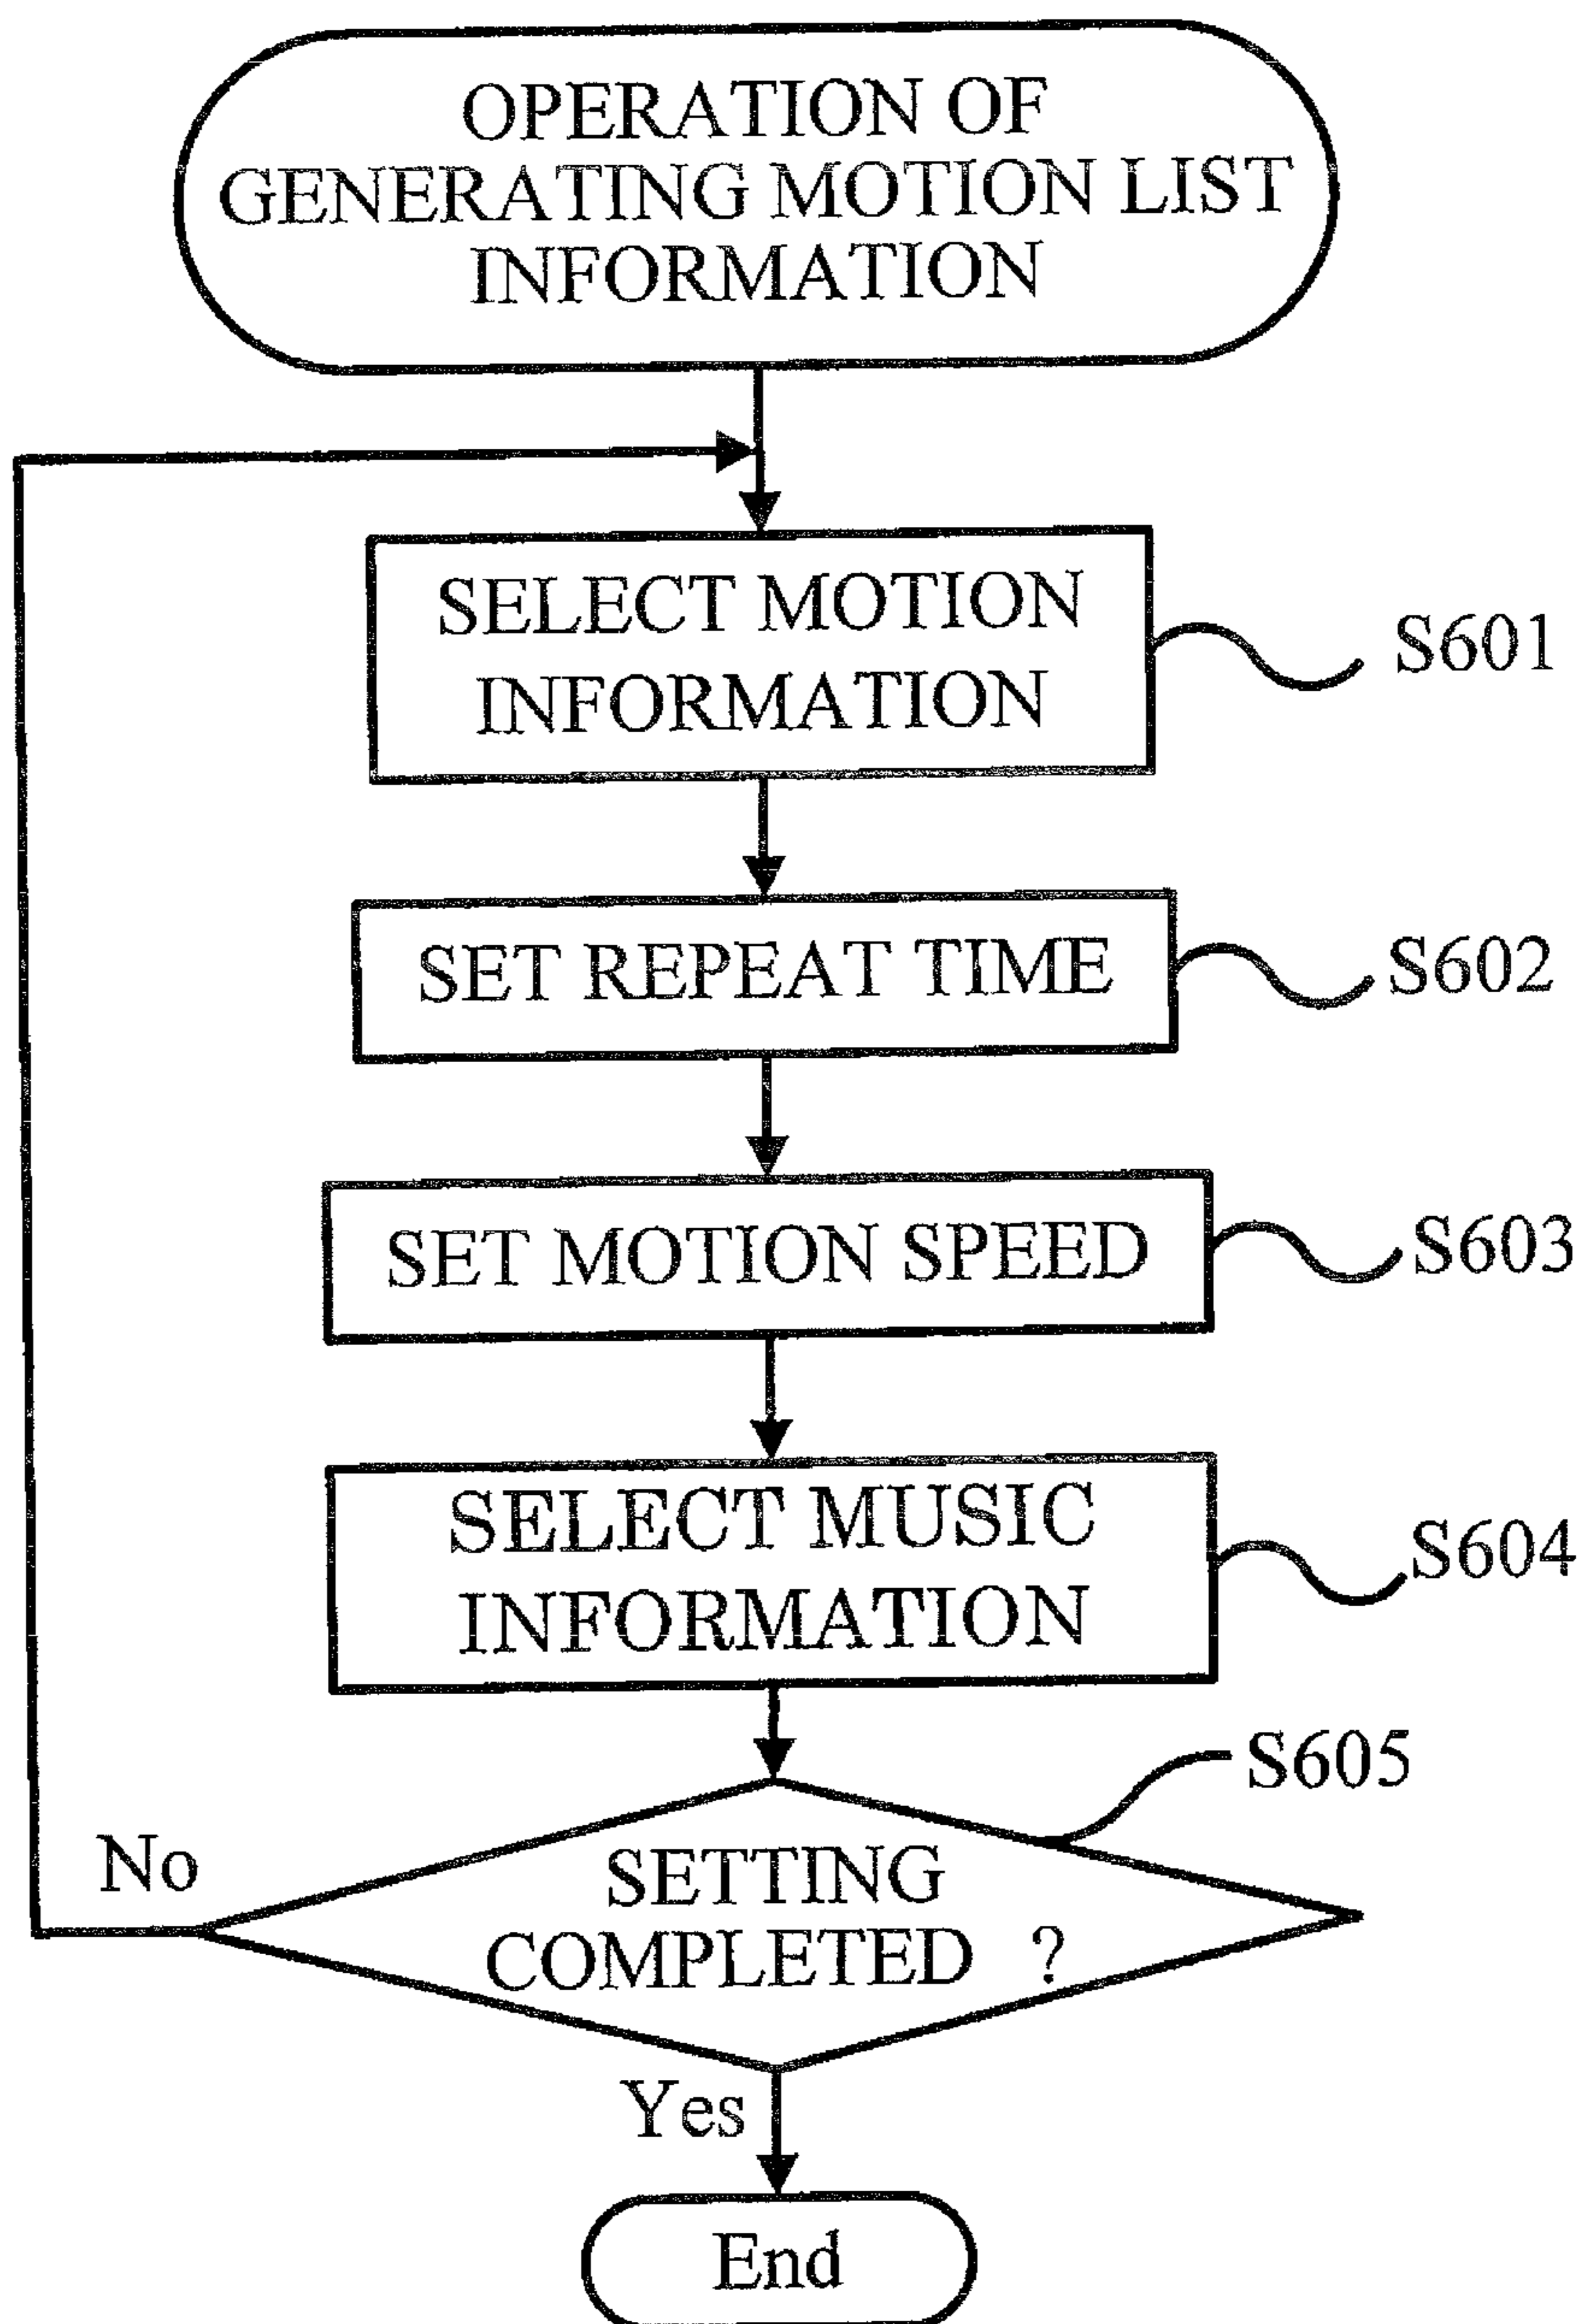 OPERATION OF
GENERATING MOTION LIST
INFORMATION
SELECT MOTION
INFORMATION
S601
SET REPEAT TIME
S602
SET MOTION SPEED
S603
SELECT MUSIC
INFORMATION
S604
S605
No
SETTING
COMPLETED ?
Yes
End